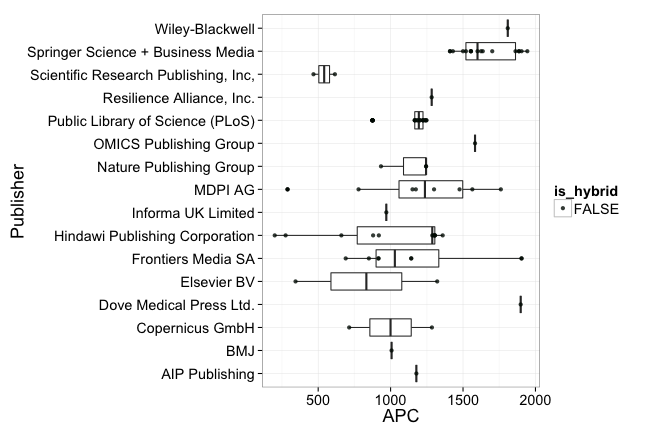 Wiley-Blackwell
Springer Science + Business Media
Scientific Research Publishing, Inc,
Resilience Alliance, Inc.
Public Library of Science (PLoS)
OMICS Publishing Group
Nature Publishing Group
MDPI AG
Informa UK Limited
Hindawi Publishing Corporation
Frontiers Media SA
Elsevier BV
Dove Medical Press Ltd.
Copernicus GmbH
BMJ
AIP Publishing
Publisher
500 1000 1500 2000
APC
is_hybrid
FALSE